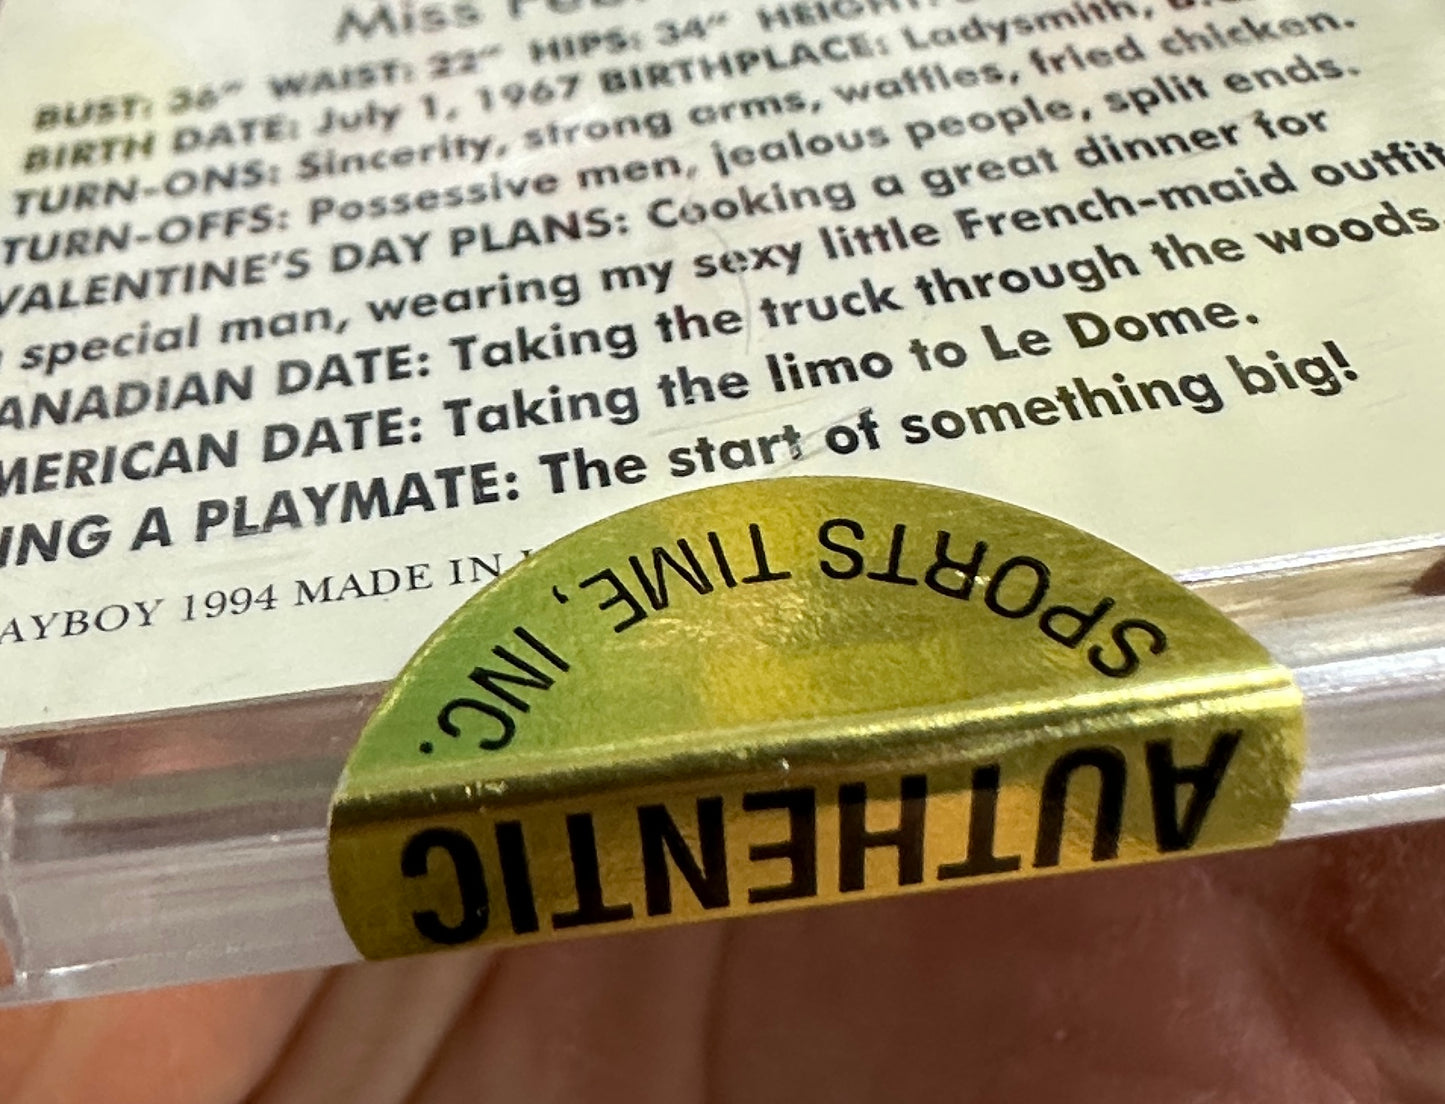 Miss
BUST: 36" WAIST: 22" HIPS: 34" HEIGHT:
BIRTH DATE: July 1, 1967 BIRTHPLACE: Ladysmith, B.C.
TURN-ONS: Sincerity, strong arms, waffles, fried chicken.
TURN-OFFS: Possessive men, jealous people, split ends.
VALENTINE'S DAY PLANS: Cooking a great dinner for
special man, wearing my sexy little French-maid outfit
ANADIAN DATE: Taking the truck through the woods.
MERICAN DATE: Taking the limo to Le Dome.
ING A PLAYMATE: The start of something big!
AYBOY 1994 MADE IN
SPORTS TIME, INC.
AUTHENTIC